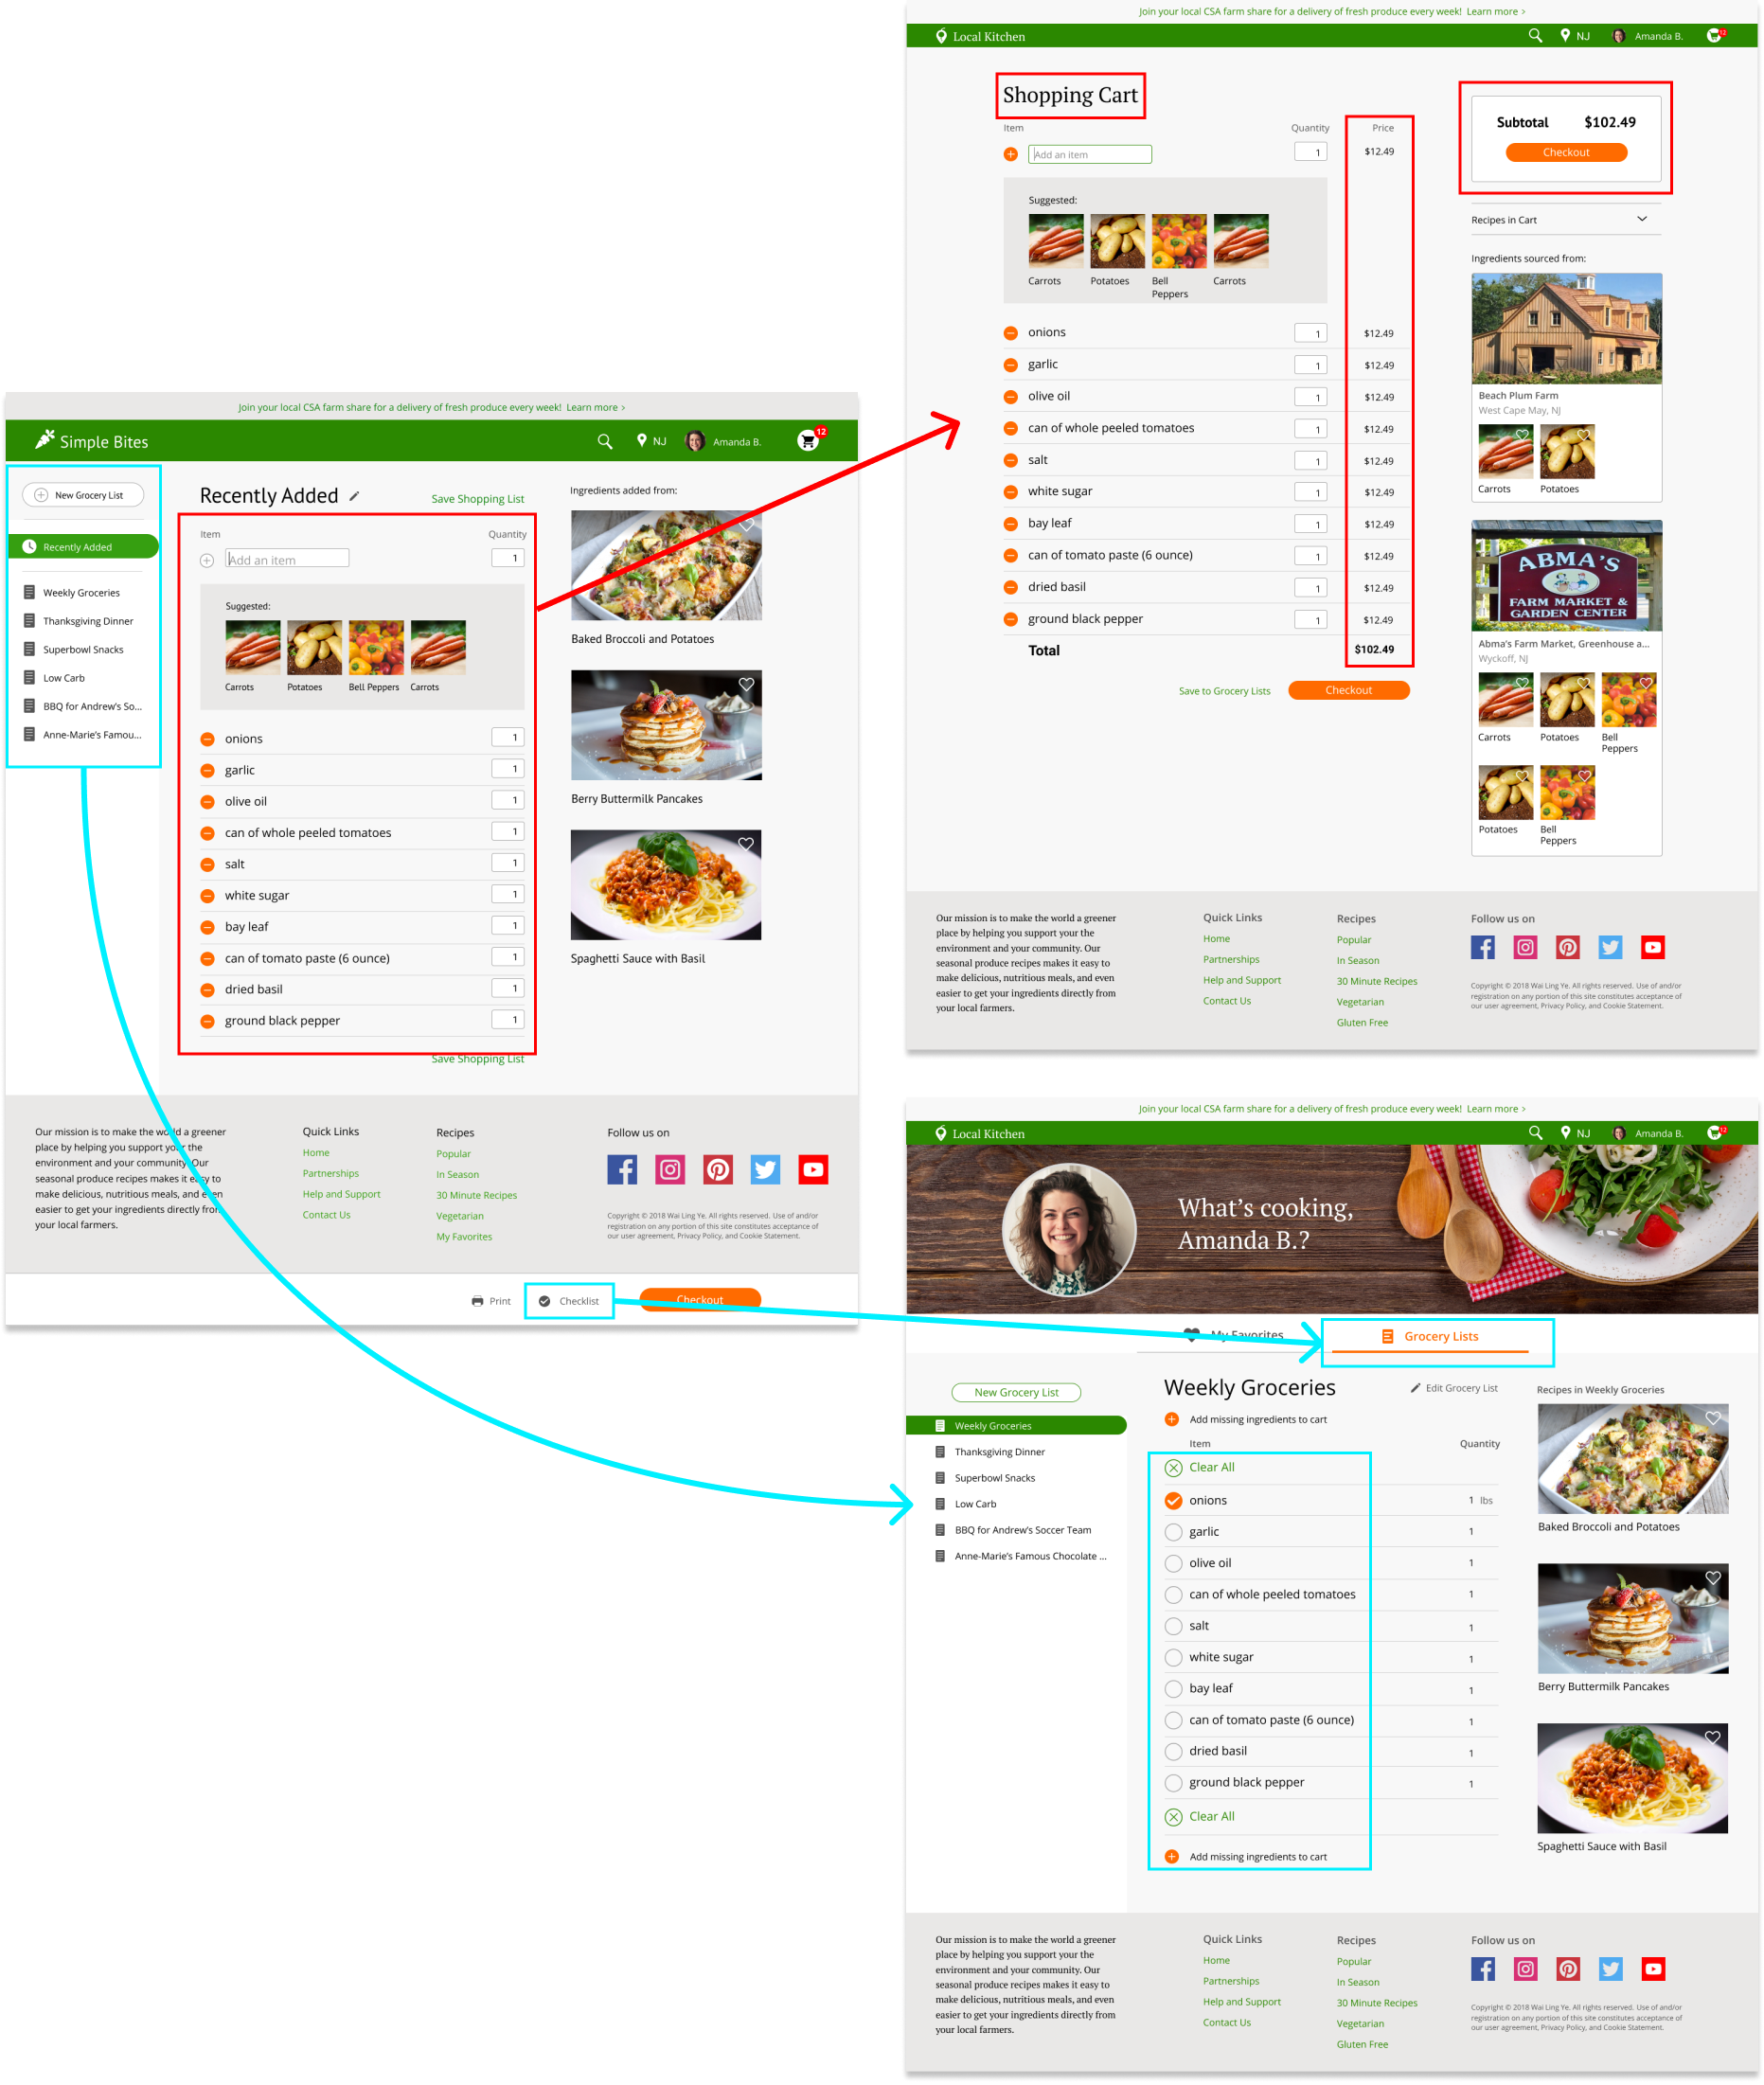 Join your local CSA farm share for a delivery of fresh produce every week! Learn more >
Simple Bites
NJ
Amanda B.
12
New Grocery List
Recently Added
Weekly Groceries
Thanksgiving Dinner
Superbowl Snacks
Low Carb
BBQ for Andrew's So...
Anne-Marie's Famou...
Recently Added
Save Shopping List
Item
Quantity
Add an item
1
Suggested:
Carrots
Potatoes
Bell Peppers
Carrots
onions 1
garlic 1
olive oil 1
can of whole peeled tomatoes 1
salt 1
white sugar 1
bay leaf 1
can of tomato paste (6 ounce) 1
dried basil 1
ground black pepper 1
Save Shopping List
Ingredients added from:
Baked Broccoli and Potatoes
Berry Buttermilk Pancakes
Spaghetti Sauce with Basil
Our mission is to make the world a greener
place by helping you support your the
environment and your community. Our
seasonal produce recipes makes it easy to
make delicious, nutritious meals, and even
easier to get your ingredients directly from
your local farmers.
Quick Links
Home
Partnerships
Help and Support
Contact Us
Recipes
Popular
In Season
30 Minute Recipes
Vegetarian
My Favorites
Follow us on
Copyright © 2018 Wai Ling Ye. All rights reserved. Use of and/or
registration on any portion of this site constitutes acceptance of
our user agreement, Privacy Policy, and Cookie Statement.
Print
Checklist
Checkout
Join your local CSA farm share for a delivery of fresh produce every week! Learn more >
Local Kitchen
NJ
Amanda B.
12
Shopping Cart
Item
Quantity
Price
Add an item
1
$12.49
Suggested:
Carrots
Potatoes
Bell
Peppers
Carrots
onions 1 $12.49
garlic 1 $12.49
olive oil 1 $12.49
can of whole peeled tomatoes 1 $12.49
salt 1 $12.49
white sugar 1 $12.49
bay leaf 1 $12.49
can of tomato paste (6 ounce) 1 $12.49
dried basil 1 $12.49
ground black pepper 1 $12.49
Total $102.49
Save to Grocery Lists
Checkout
Subtotal $102.49
Checkout
Recipes in Cart
Ingredients sourced from:
Beach Plum Farm
West Cape May, NJ
Carrots
Potatoes
ABMA'S
FARM MARKET &
GARDEN CENTER
Abma's Farm Market, Greenhouse a...
Wyckoff, NJ
Carrots
Potatoes
Bell
Peppers
Potatoes
Bell
Peppers
Our mission is to make the world a greener
place by helping you support your the
environment and your community. Our
seasonal produce recipes makes it easy to
make delicious, nutritious meals, and even
easier to get your ingredients directly from
your local farmers.
Quick Links
Home
Partnerships
Help and Support
Contact Us
Recipes
Popular
In Season
30 Minute Recipes
Vegetarian
Gluten Free
Follow us on
Copyright © 2018 Wai Ling Ye. All rights reserved. Use of and/or
registration on any portion of this site constitutes acceptance of
our user agreement, Privacy Policy, and Cookie Statement.
Join your local CSA farm share for a delivery of fresh produce every week! Learn more >
Local Kitchen
NJ
Amanda B.
12
What's cooking,
Amanda B.?
My Favorites
Grocery Lists
New Grocery List
Weekly Groceries
Thanksgiving Dinner
Superbowl Snacks
Low Carb
BBQ for Andrew's Soccer Team
Anne-Marie's Famous Chocolate ...
Weekly Groceries
Edit Grocery List
Add missing ingredients to cart
Item
Quantity
Clear All
onions 1 lbs
garlic 1
olive oil 1
can of whole peeled tomatoes 1
salt 1
white sugar 1
bay leaf 1
can of tomato paste (6 ounce) 1
dried basil 1
ground black pepper 1
Clear All
Add missing ingredients to cart
Recipes in Weekly Groceries
Baked Broccoli and Potatoes
Berry Buttermilk Pancakes
Spaghetti Sauce with Basil
Our mission is to make the world a greener
place by helping you support your the
environment and your community. Our
seasonal produce recipes makes it easy to
make delicious, nutritious meals, and even
easier to get your ingredients directly from
your local farmers.
Quick Links
Home
Partnerships
Help and Support
Contact Us
Recipes
Popular
In Season
30 Minute Recipes
Vegetarian
Gluten Free
Follow us on
Copyright © 2018 Wai Ling Ye. All rights reserved. Use of and/or
registration on any portion of this site constitutes acceptance of
our user agreement, Privacy Policy, and Cookie Statement.